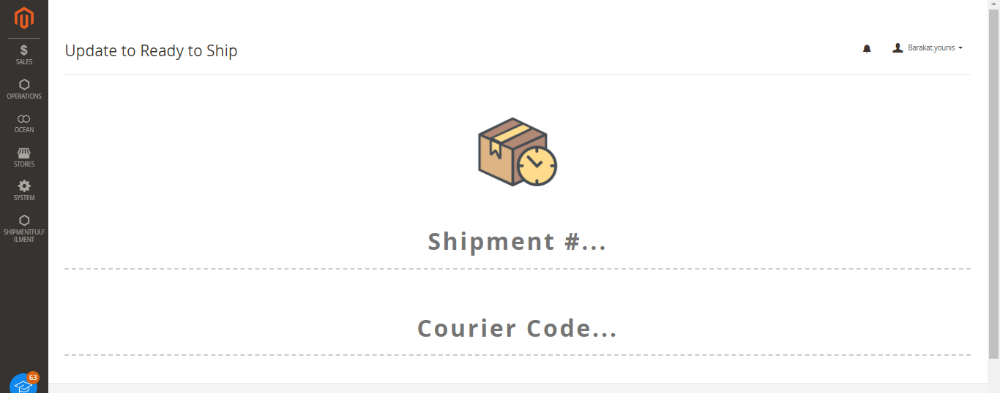 Update to Ready to Ship
Barakat.younis
SALES
OPERATIONS
OCEAN
STORES
SYSTEM
SHIPMENTFULF
ILMENT
63
Shipment #...
Courier Code...